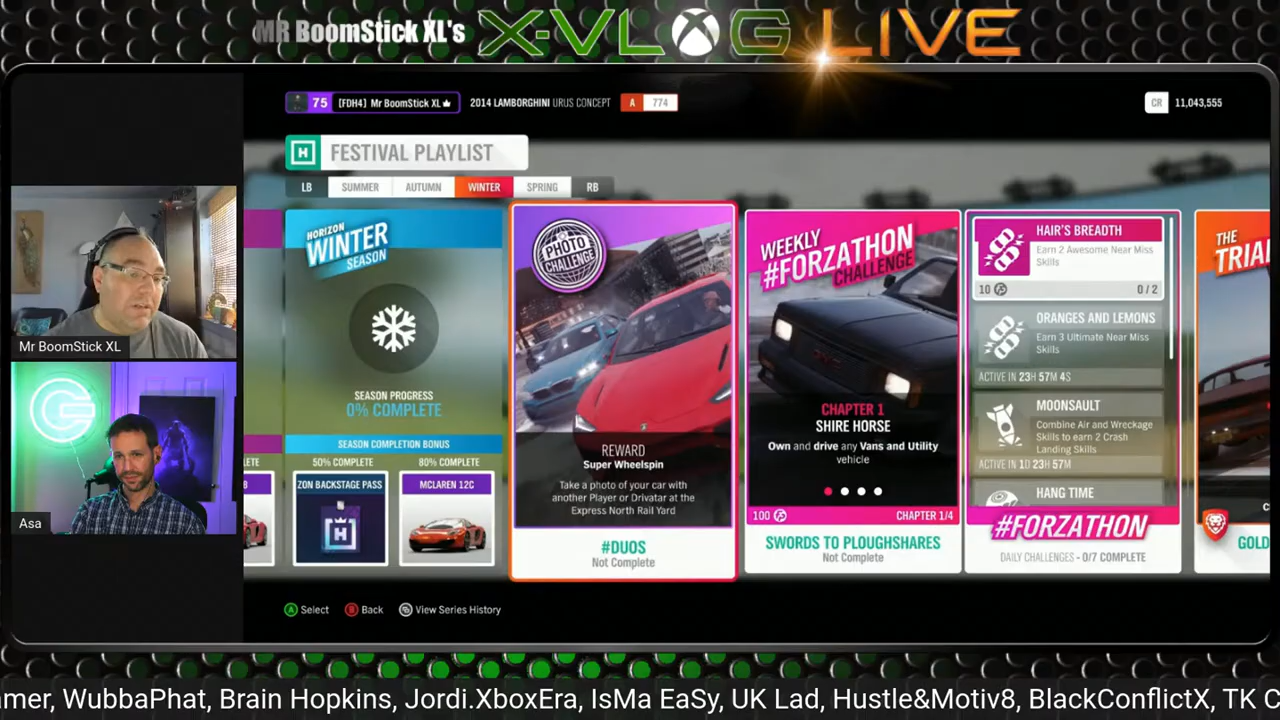 MR BoomStick XL's X-VLOG LIVE
75 [FDH4] Mr BoomStick XL
2014 LAMBORGHINI URUS CONCEPT
A 774
CR 11,043,555
H FESTIVAL PLAYLIST
LB SUMMER AUTUMN WINTER SPRING RB
HORIZON
WINTER
SEASON
SEASON PROGRESS
0% COMPLETE
SEASON COMPLETION BONUS
50% COMPLETE
80% COMPLETE
ZON BACKSTAGE PASS
H
MCLAREN 12C
PHOTO
CHALLENGE
REWARD
Super Wheelspin
Take a photo of your car with
another Player or Drivatar at the
Express North Rail Yard
#DUOS
Not Complete
WEEKLY
#FORZATHON
CHALLENGE
CHAPTER 1
SHIRE HORSE
Own and drive any Vans and Utility
vehicle
100
CHAPTER 1/4
SWORDS TO PLOUGHSHARES
Not Complete
HAIR'S BREADTH
Earn 2 Awesome Near Miss
Skills
10
0 / 2
ORANGES AND LEMONS
Earn 3 Ultimate Near Miss
Skills
ACTIVE IN 23H 57M 4S
MOONSAULT
Combine Air and Wreckage
Skills to earn 2 Crash
Landing Skills
ACTIVE IN 1D 23H 57M
HANG TIME
#FORZATHON
DAILY CHALLENGES - 0/7 COMPLETE
THE
TRIA
GOLD
A Select
B Back
View Series History
Mr BoomStick XL
Asa
amer, WubbaPhat, Brain Hopkins, Jordi.XboxEra, IsMa EaSy, UK Lad, Hustle&Motiv8, BlackConflictX, TK